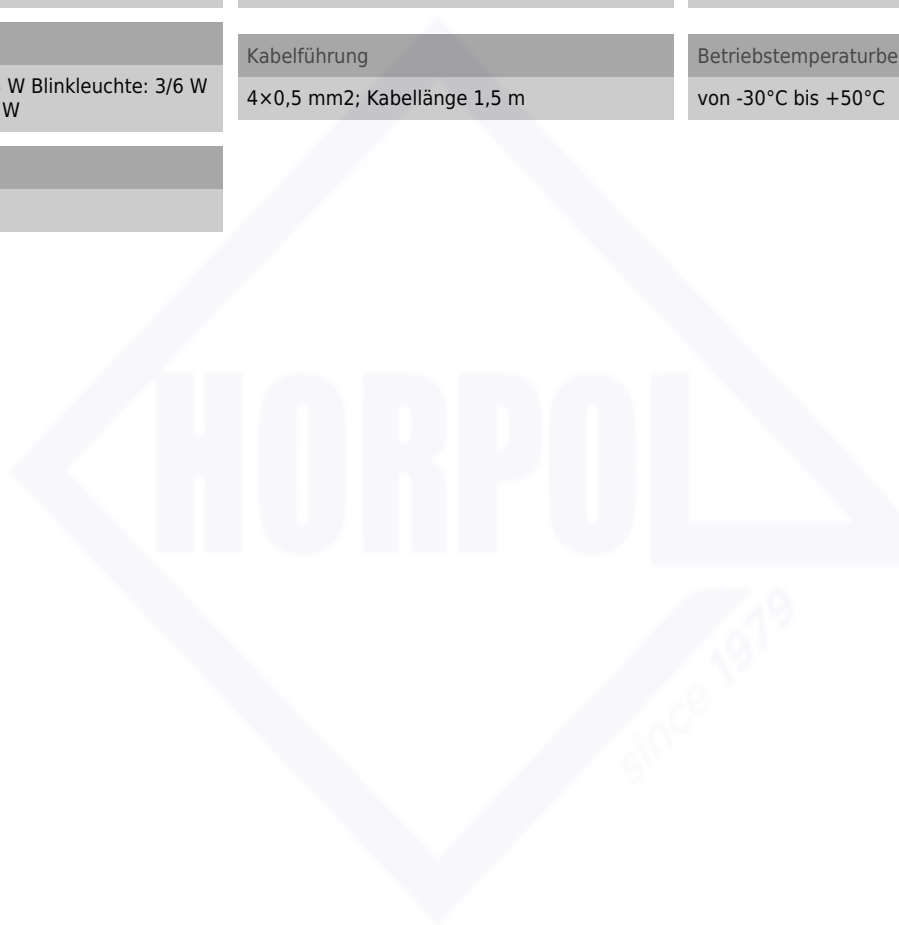 W Blinkleuchte: 3/6 W
W
Kabelführung
4×0,5 mm2; Kabellänge 1,5 m
Betriebstemperaturbe
von -30°C bis +50°C
HORPOL
since 1979